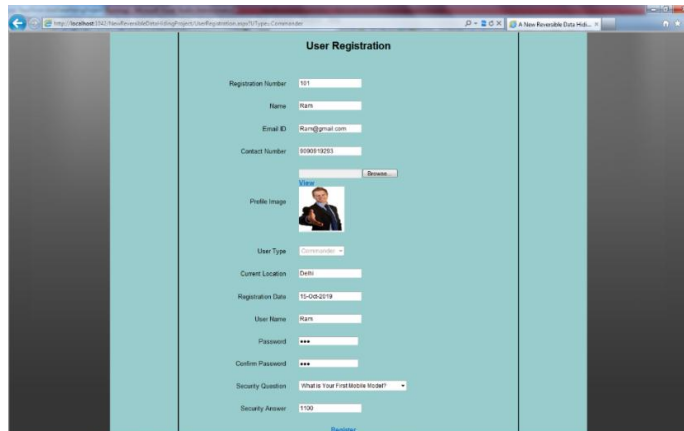 A New Reversible Data Hidi...
User Registration
Registration Number 101
Name Ram
Email ID Ram@gmail.com
Contact Number
Browse...
View
Profile Image
User Type Commander
Current Location Delhi
Registration Date 15-Oct-2019
User Name Ram
Password •••
Confirm Password •••
Security Question What is Your First Mobile Model?
Security Answer 1100
Register